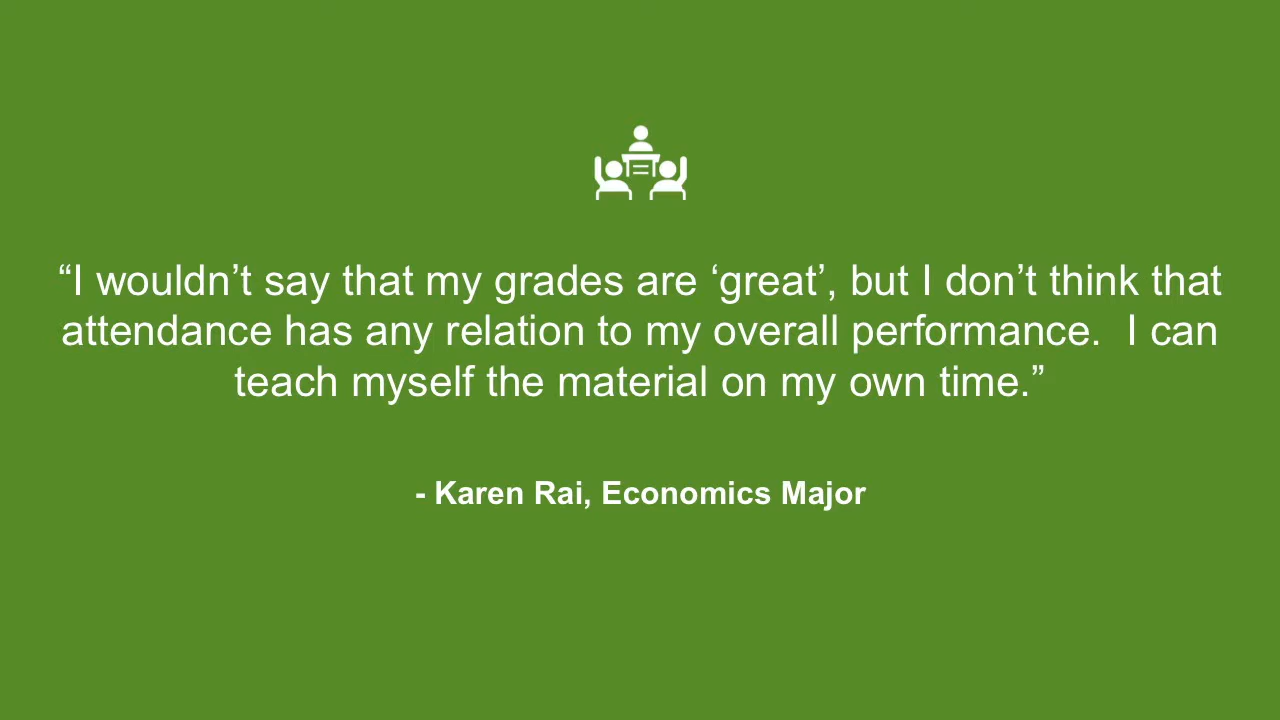 “I wouldn’t say that my grades are ‘great’, but I don’t think that
attendance has any relation to my overall performance.  I can
teach myself the material on my own time.”
- Karen Rai, Economics Major